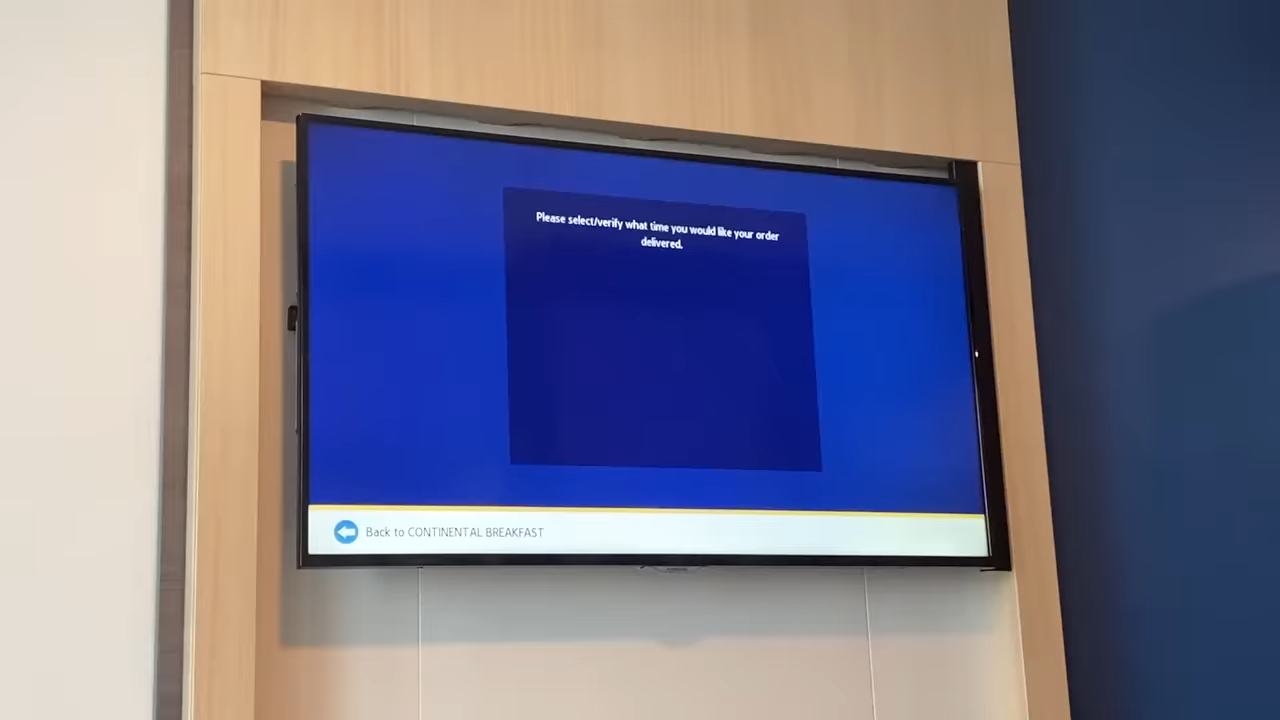 Please select/verify what time you would like your order
delivered.
Back to CONTINENTAL BREAKFAST